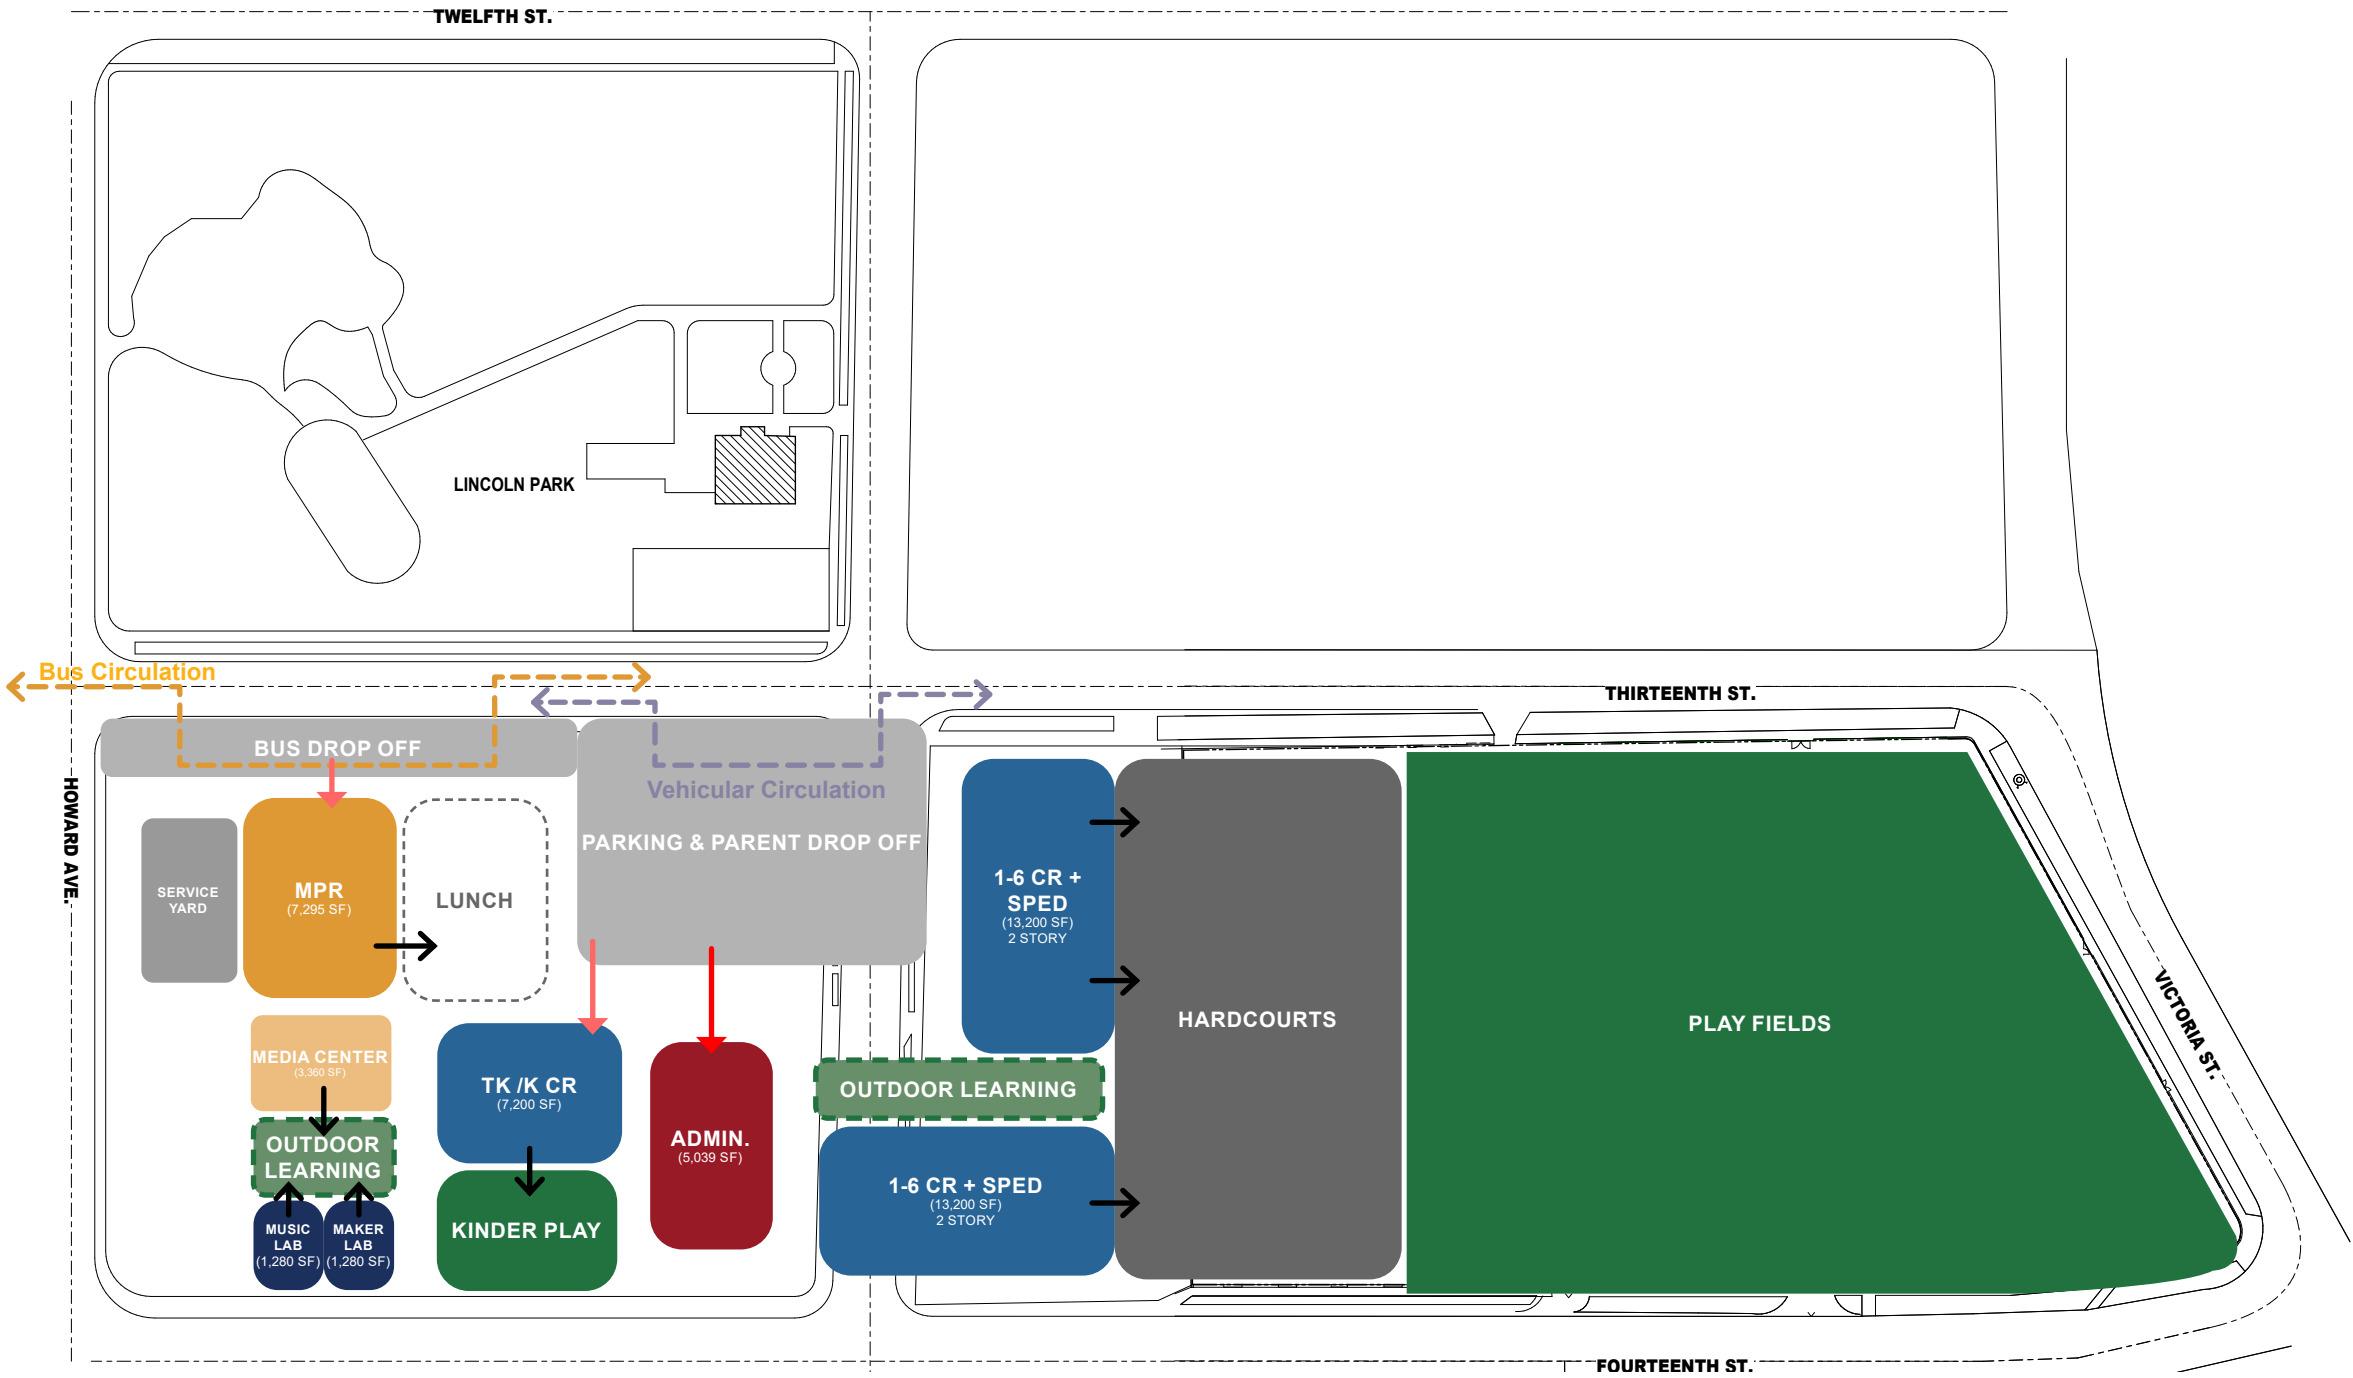 TWELFTH ST.
LINCOLN PARK
Bus Circulation
THIRTEENTH ST.
BUS DROP OFF
Vehicular Circulation
PARKING & PARENT DROP OFF
HOWARD AVE.
SERVICE
YARD
MPR
(7,295 SF)
LUNCH
1-6 CR +
SPED
(13,200 SF)
2 STORY
HARDCOURTS
PLAY FIELDS
VICTORIA ST.
MEDIA CENTER
(3,360 SF)
TK /K CR
(7,200 SF)
OUTDOOR LEARNING
OUTDOOR
LEARNING
ADMIN.
(5,039 SF)
1-6 CR + SPED
(13,200 SF)
2 STORY
MUSIC
LAB
(1,280 SF)
MAKER
LAB
(1,280 SF)
KINDER PLAY
FOURTEENTH ST.